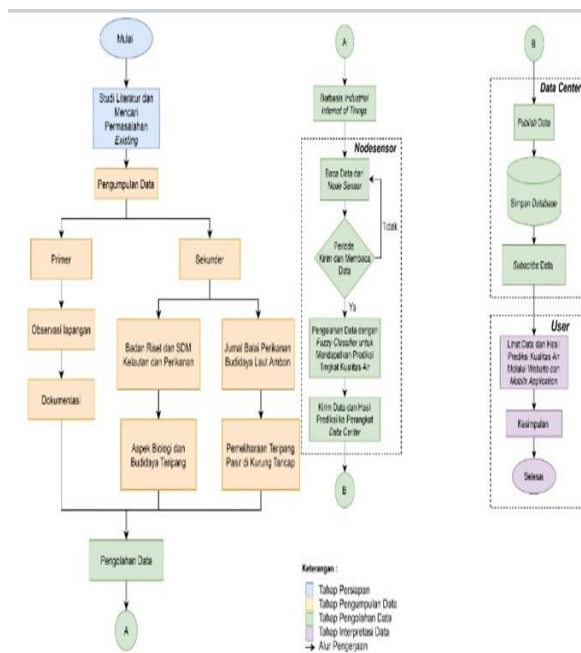 Mulai
Studi Literatur dan
Mencari
Permasalahan
Existing
Pengumpulan Data
Primer
Sekunder
Observasi lapangan
Dokumentasi
Badan Riset dan SDM
Kelautan dan Perikanan
Jurnal Balai Perikanan
Budidaya Laut Ambon
Aspek Biologi dan
Budidaya Teripang
Pemeliharaan Teripang
Pasir di Kurung Tancap
Pengolahan Data
A
A
Berbasis Industrial
Internet of Things
Nodesensor
Baca Data dari
Node Sensor
Tidak
Periode
Kirim dan Membaca
Data
Ya
Pengolahan Data dengan
Fuzzy Classifier untuk
Mendapatkan Prediksi
Tingkat Kualitas Air
Kirim Data dan Hasil
Prediksi ke Perangkat
Data Center
B
B
Data Center
Publish Data
Simpan Database
Subscribe Data
User
Lihat Data dan Hasil
Prediksi Kualitas Air
Melalui Website dan
Mobile Application
Kesimpulan
Selesai
Keterangan :
Tahap Persiapan
Tahap Pengumpulan Data
Tahap Pengolahan Data
Tahap Interpretasi Data
Alur Pengerjaan